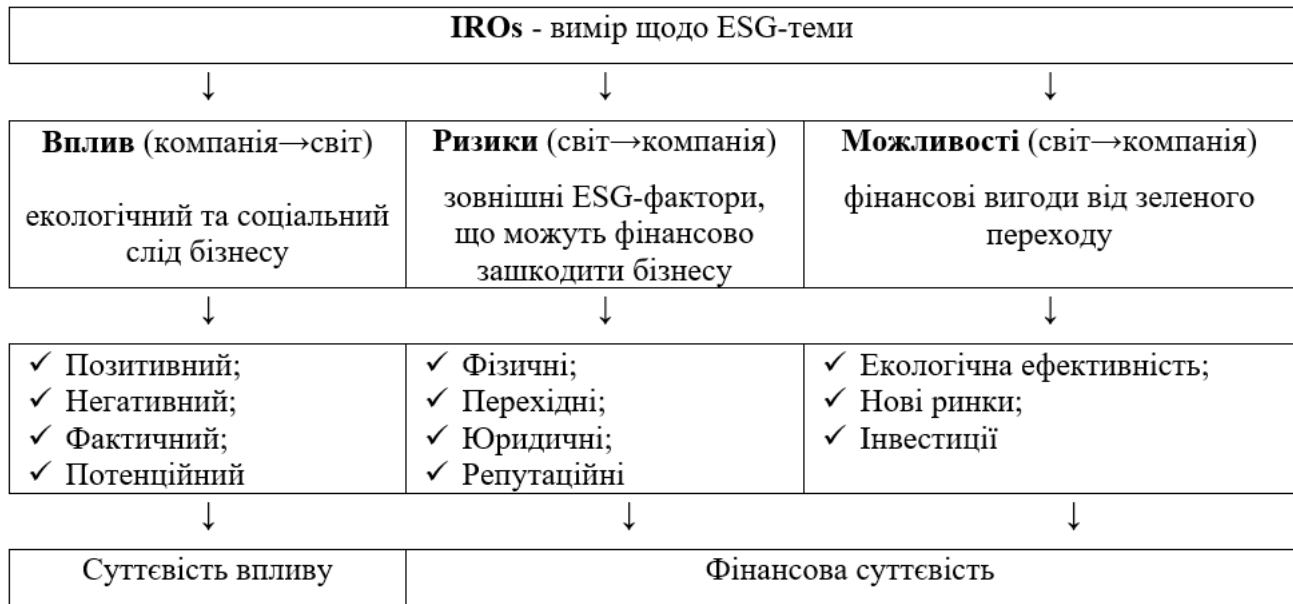 IROs - вимір щодо ESG-теми
↓ ↓ ↓
Вплив (компанія→світ)
екологічний та соціальний
слід бізнесу
Ризики (світ→компанія)
зовнішні ESG-фактори,
що можуть фінансово
зашкодити бізнесу
Можливості (світ→компанія)
фінансові вигоди від зеленого
переходу
↓ ↓ ↓
✓ Позитивний;
✓ Негативний;
✓ Фактичний;
✓ Потенційний
✓ Фізичні;
✓ Перехідні;
✓ Юридичні;
✓ Репутаційні
✓ Екологічна ефективність;
✓ Нові ринки;
✓ Інвестиції
↓ ↓ ↓
Суттєвість впливу
Фінансова суттєвість